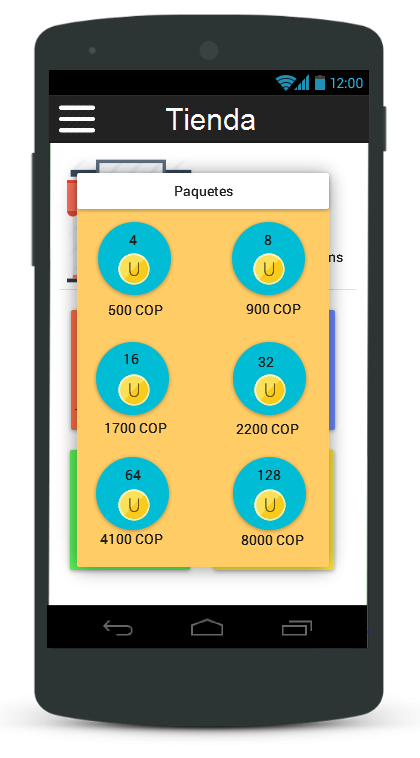 12:00
Tienda
Paquetes
ms
4 8
U U
500 COP 900 COP
16 32
U U
1700 COP 2200 COP
64 128
U U
4100 COP 8000 COP